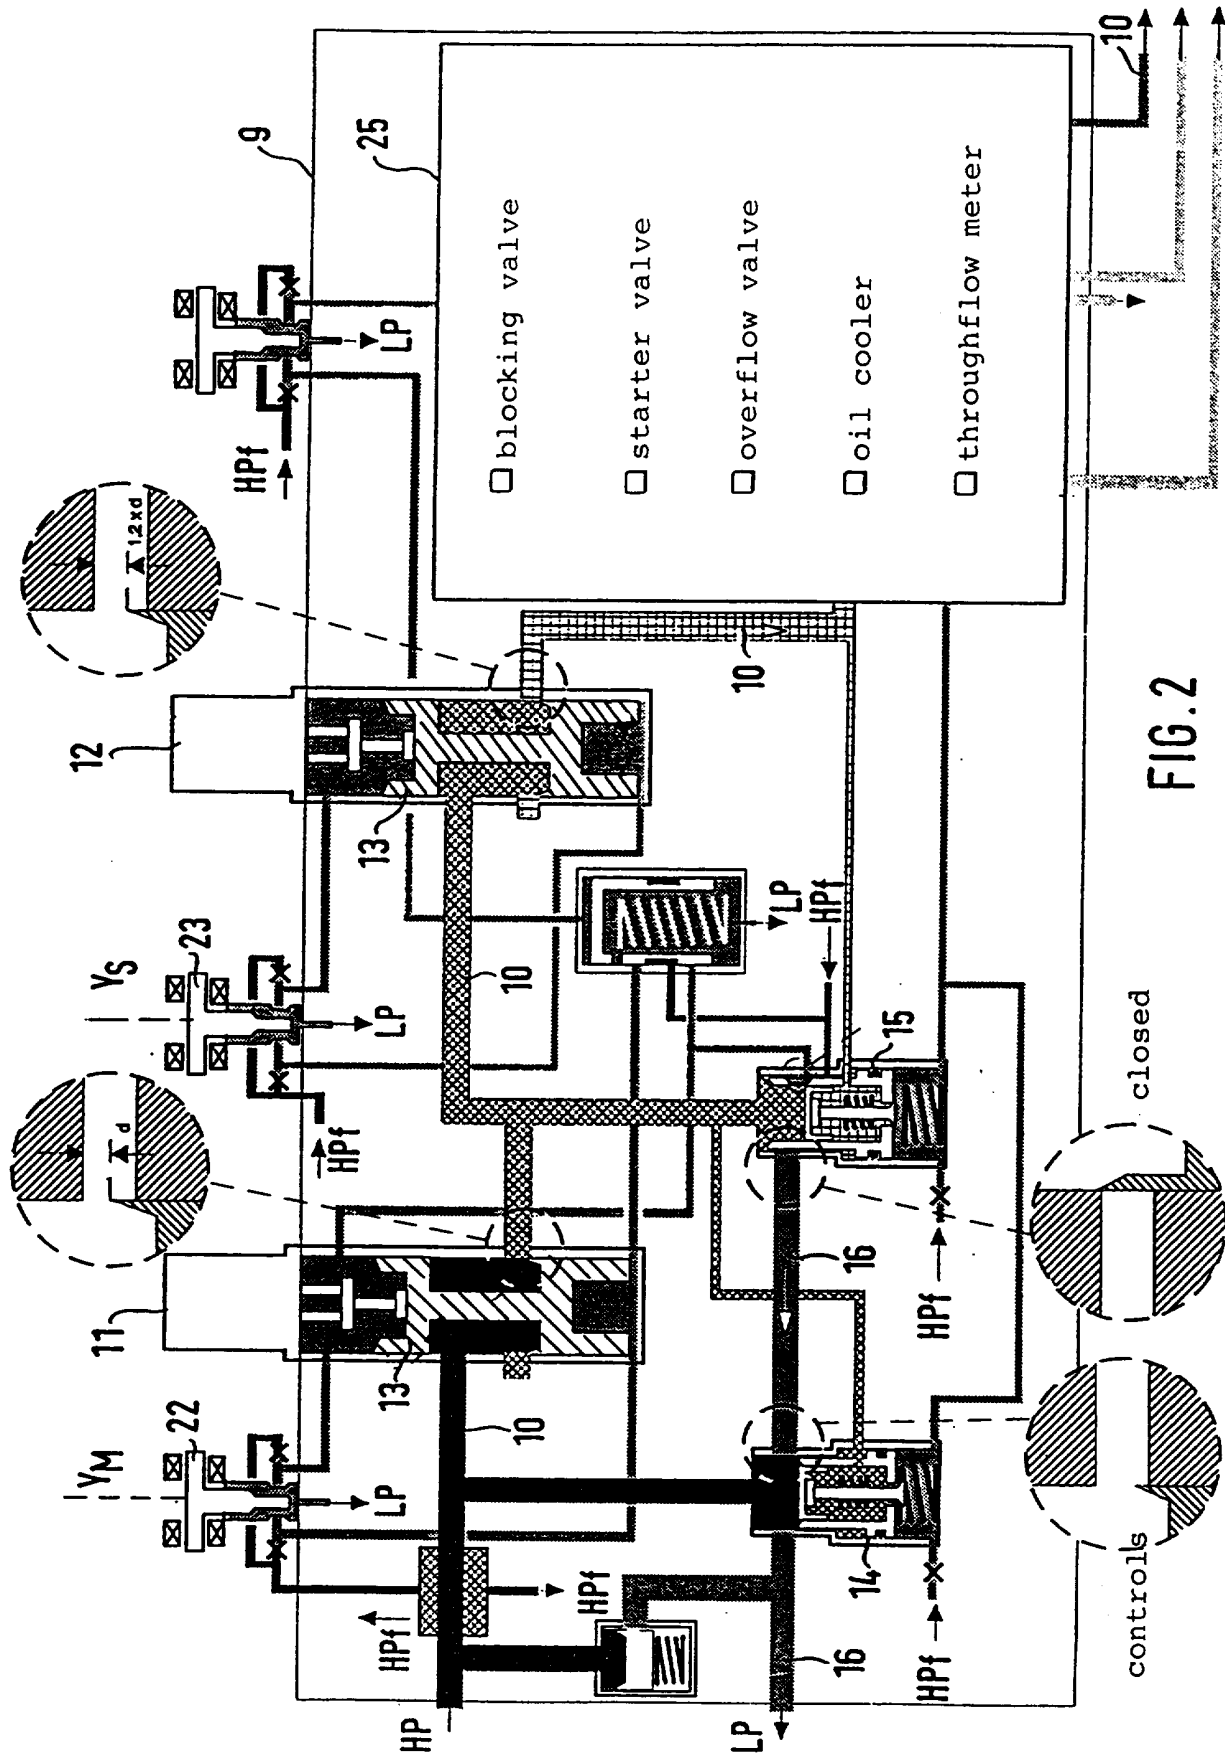 9
25
10
blocking valve
starter valve
overflow valve
oil cooler
throughflow meter
HPf
LP
1,2 x d
12
13
10
10
YS
23
LP
HPf
d
LP
HPf
15
closed
11
13
10
16
HPf
YM
22
LP
HPf
HPf
14
controls
HPf
16
HP
LP
FIG.2